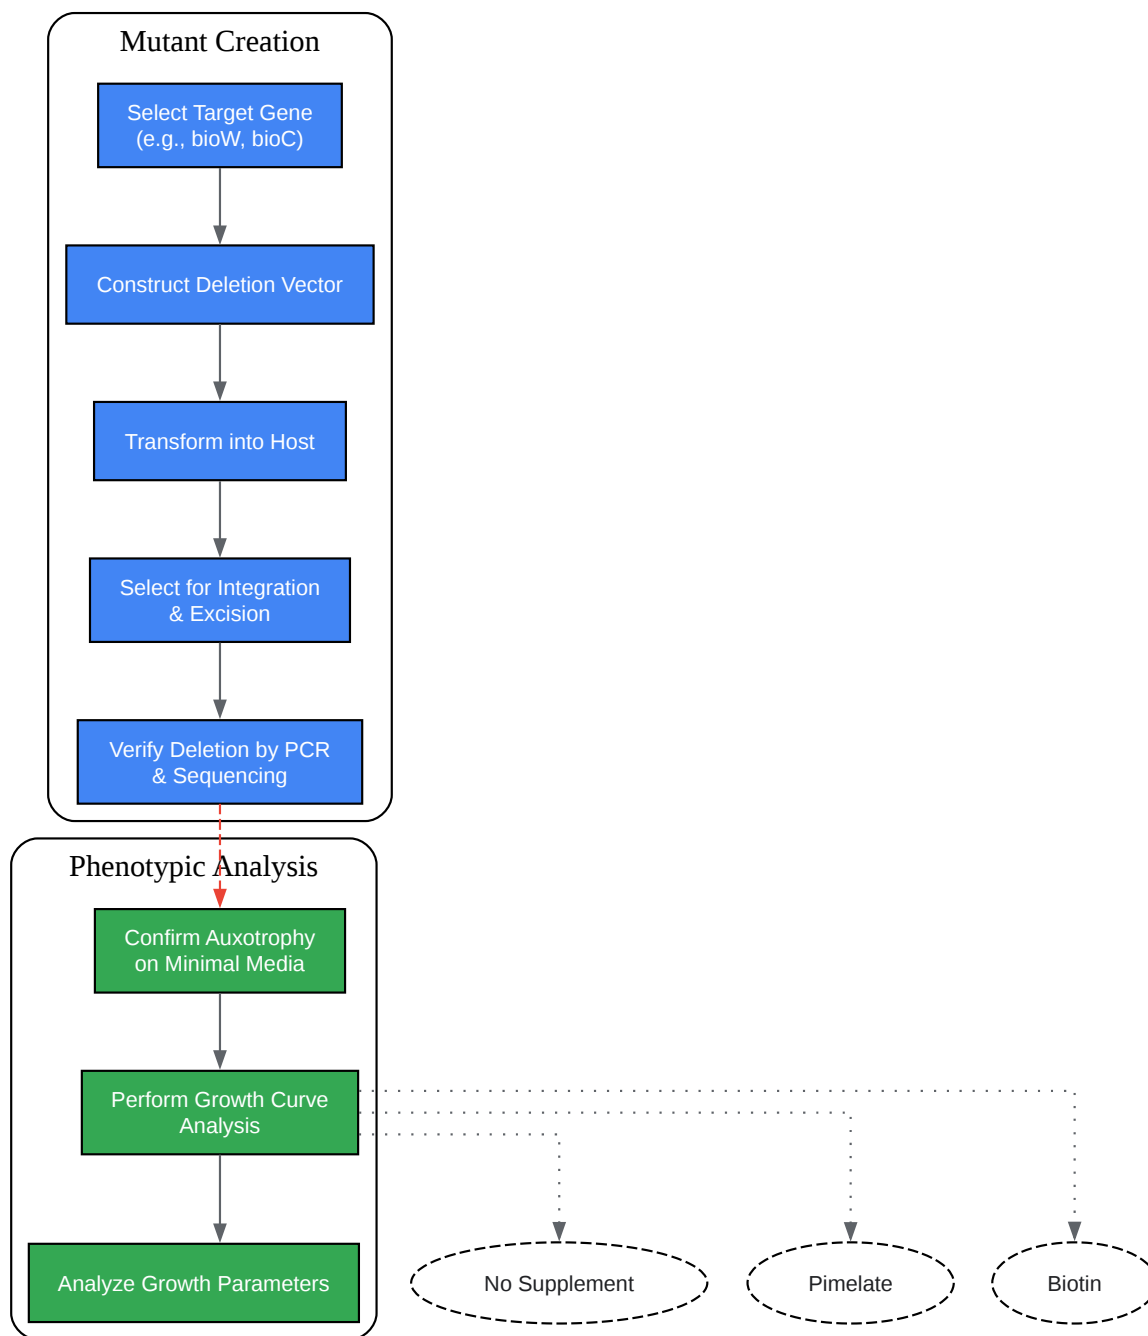 Mutant Creation
Select Target Gene
(e.g., bioW, bioC)
Construct Deletion Vector
Transform into Host
Select for Integration
& Excision
Verify Deletion by PCR
& Sequencing
Phenotypic Analysis
Confirm Auxotrophy
on Minimal Media
Perform Growth Curve
Analysis
Analyze Growth Parameters
No Supplement
Pimelate
Biotin